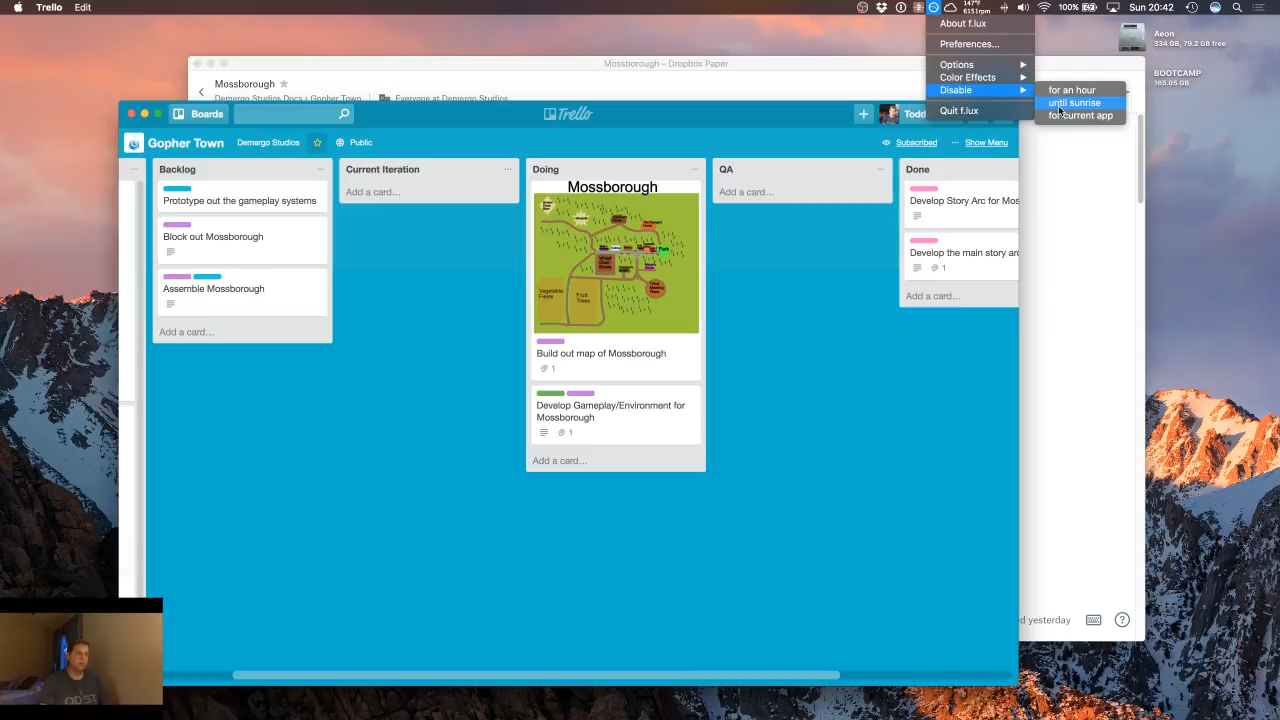 Trello
147°F
6151rpm
Sun 20:42
About f.lux
Preferences...
Options
Color Effects
Disable
Quit f.lux
for an hour
until sunrise
for current app
Aeon
334 GB, 79.2 GB free
BOOTCAMP
165.05 GB
Mossborough – Dropbox Paper
Mossborough
Demergo Studios Docs › Gopher Town
Everyone at Demergo Studios
Boards
Trello
Todd
Gopher Town
Demergo Studios
Public
Subscribed
... Show Menu
Backlog
Prototype out the gameplay systems
Block out Mossborough
Assemble Mossborough
Add a card...
Current Iteration
Add a card...
Doing
Mossborough
Park
Vegetable
Fields
Fruit
Trees
Build out map of Mossborough
1
Develop Gameplay/Environment for
Mossborough
1
Add a card...
QA
Add a card...
Done
Develop Story Arc for Mos
Develop the main story arc
1
Add a card...
ed yesterday